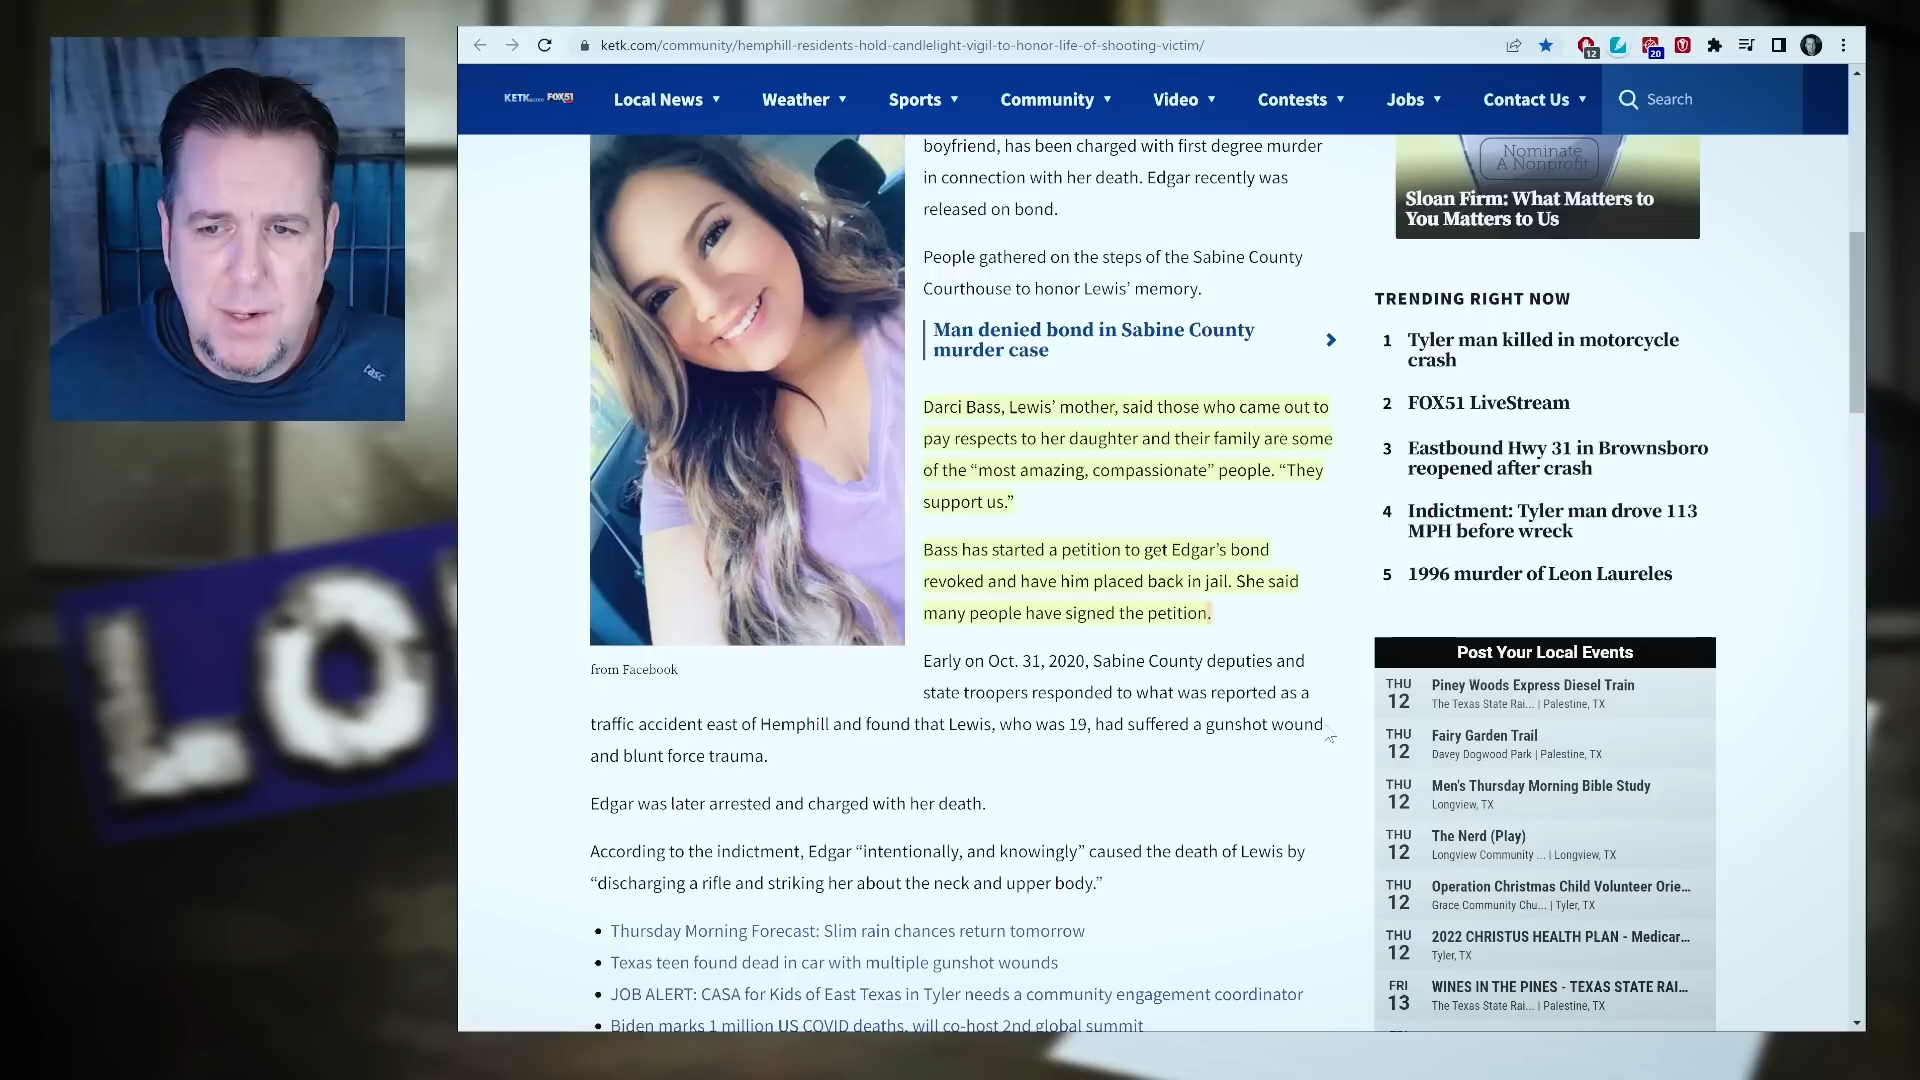 ketk.com/community/hemphill-residents-hold-candlelight-vigil-to-honor-life-of-shooting-victim/
12
20
KETK.com FOX51
Local News
Weather
Sports
Community
Video
Contests
Jobs
Contact Us
Search
boyfriend, has been charged with first degree murder
in connection with her death. Edgar recently was
released on bond.
People gathered on the steps of the Sabine County
Courthouse to honor Lewis’ memory.
Man denied bond in Sabine County
murder case
Darci Bass, Lewis’ mother, said those who came out to
pay respects to her daughter and their family are some
of the “most amazing, compassionate” people. “They
support us.”
Bass has started a petition to get Edgar’s bond
revoked and have him placed back in jail. She said
many people have signed the petition.
from Facebook
Early on Oct. 31, 2020, Sabine County deputies and
state troopers responded to what was reported as a
traffic accident east of Hemphill and found that Lewis, who was 19, had suffered a gunshot wound
and blunt force trauma.
Edgar was later arrested and charged with her death.
According to the indictment, Edgar “intentionally, and knowingly” caused the death of Lewis by
“discharging a rifle and striking her about the neck and upper body.”
Thursday Morning Forecast: Slim rain chances return tomorrow
Texas teen found dead in car with multiple gunshot wounds
JOB ALERT: CASA for Kids of East Texas in Tyler needs a community engagement coordinator
Biden marks 1 million US COVID deaths, will co-host 2nd global summit
Nominate
A Nonprofit
Sloan Firm: What Matters to
You Matters to Us
TRENDING RIGHT NOW
1 Tyler man killed in motorcycle
crash
2 FOX51 LiveStream
3 Eastbound Hwy 31 in Brownsboro
reopened after crash
4 Indictment: Tyler man drove 113
MPH before wreck
5 1996 murder of Leon Laureles
Post Your Local Events
THU 12 Piney Woods Express Diesel Train
The Texas State Rai... | Palestine, TX
THU 12 Fairy Garden Trail
Davey Dogwood Park | Palestine, TX
THU 12 Men's Thursday Morning Bible Study
Longview, TX
THU 12 The Nerd (Play)
Longview Community ... | Longview, TX
THU 12 Operation Christmas Child Volunteer Orie...
Grace Community Chu... | Tyler, TX
THU 12 2022 CHRISTUS HEALTH PLAN - Medicar...
Tyler, TX
FRI 13 WINES IN THE PINES - TEXAS STATE RAI...
The Texas State Rai... | Palestine, TX
tasc
LO